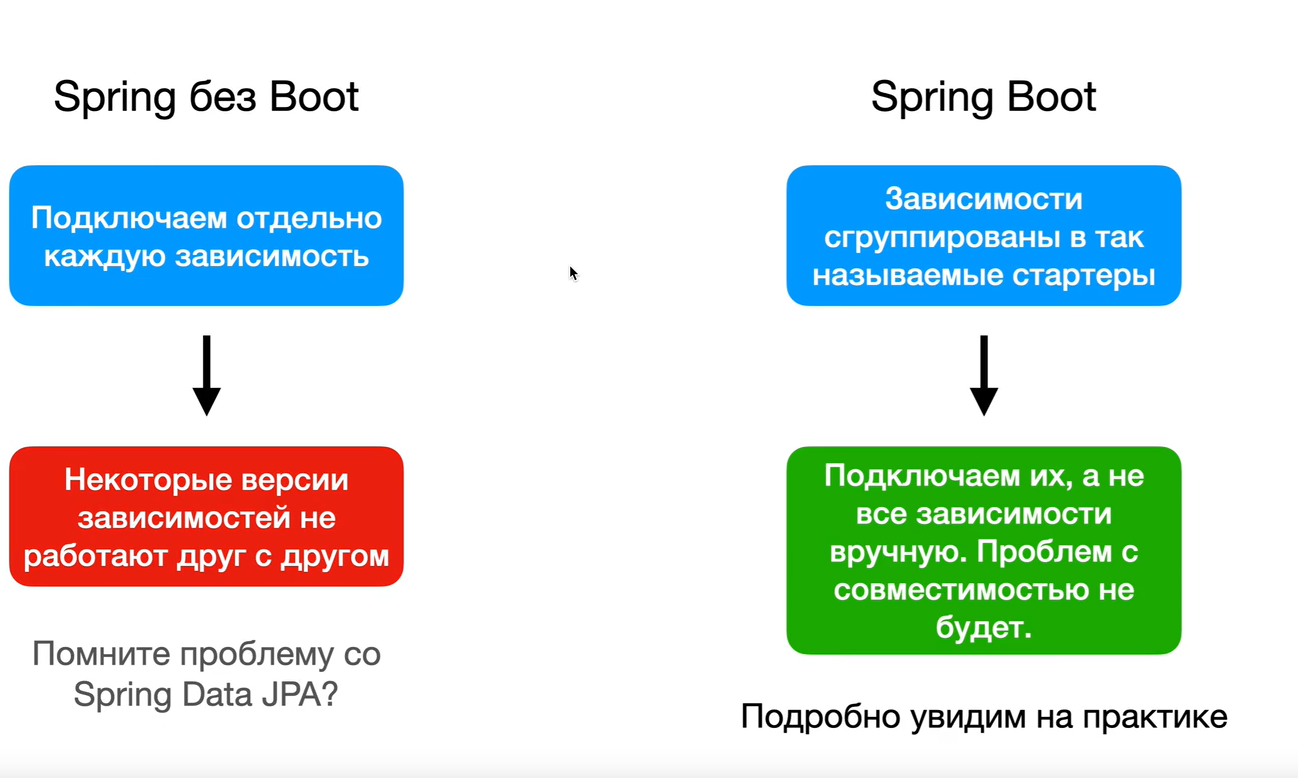 Spring без Boot
Подключаем отдельно
каждую зависимость
Некоторые версии
зависимостей не
работают друг с другом
Помните проблему со
Spring Data JPA?
Spring Boot
Зависимости
сгруппированы в так
называемые стартеры
Подключаем их, а не
все зависимости
вручную. Проблем с
совместимостью не
будет.
Подробно увидим на практике